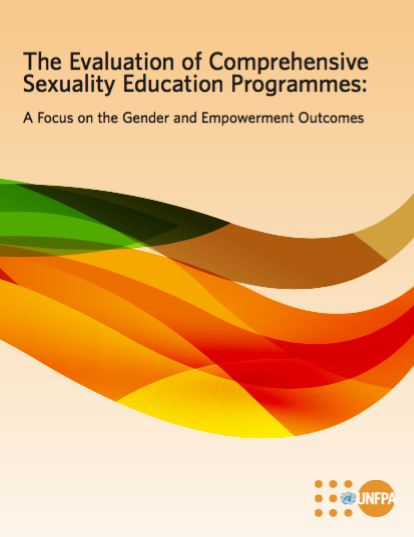 The Evaluation of Comprehensive
Sexuality Education Programmes:
A Focus on the Gender and Empowerment Outcomes
UNFPA